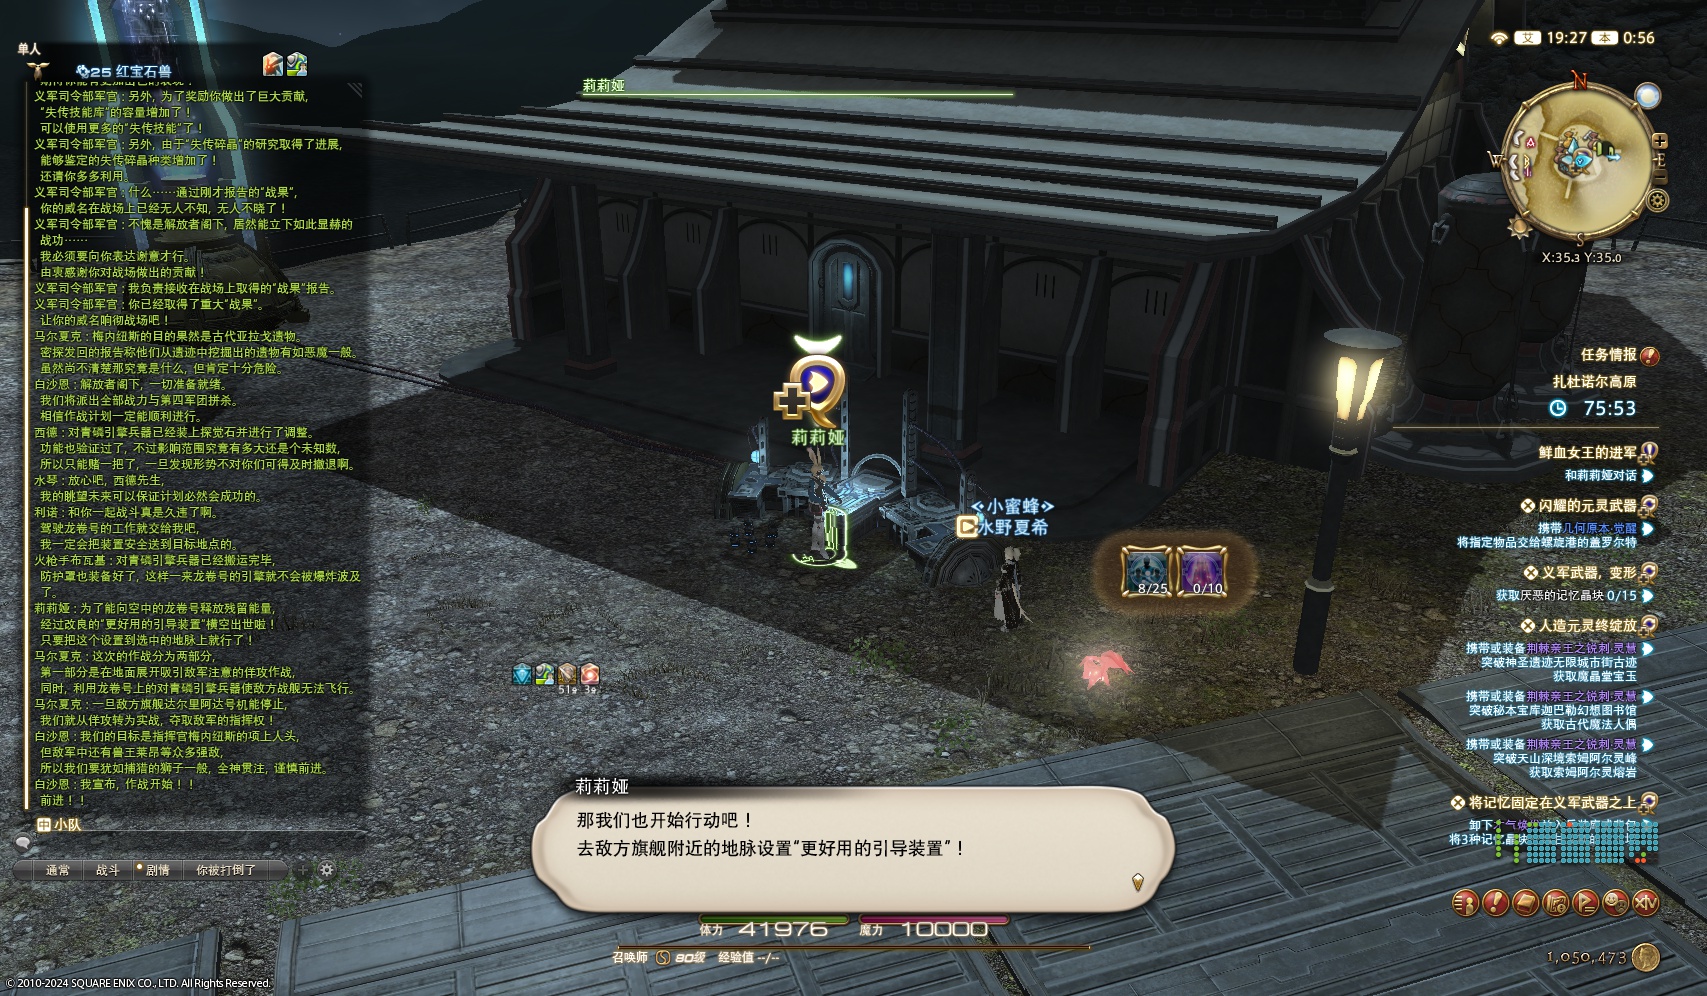 单人
25 红宝石兽
义军司令部军官：另外，为了奖励你做出了巨大贡献，
“失传技能库”的容量增加了！
可以使用更多的“失传技能”了！
义军司令部军官：另外，由于“失传碎晶”的研究取得了进展，
能够鉴定的失传碎晶种类增加了！
还请你多多利用。
义军司令部军官：什么……通过刚才报告的“战果”，
你的威名在战场上已经无人不知，无人不晓了！
义军司令部军官：不愧是解放者阁下，居然能立下如此显赫的
战功……
我必须要向你表达谢意才行。
由衷感谢你对战场做出的贡献！
义军司令部军官：我负责接收在战场上取得的“战果”报告。
义军司令部军官：你已经取得了重大“战果”。
让你的威名响彻战场吧！
马尔夏克：梅内纽斯的目的果然是古代亚拉戈遗物。
密探发回的报告称他们从遗迹中挖掘出的遗物有如恶魔一般。
虽然尚不清楚那究竟是什么，但肯定十分危险。
白沙恩：解放者阁下，一切准备就绪。
我们将派出全部战力与第四军团拼杀。
相信作战计划一定能顺利进行。
西德：对青磷引擎兵器已经装上探觉石并进行了调整。
功能也验证过了，不过影响范围究竟有多大还是个未知数，
所以只能赌一把了，一旦发现形势不对你们可得及时撤退啊。
水琴：放心吧，西德先生，
我的眺望未来可以保证计划必然会成功的。
利诺：和你一起战斗真是久违了啊。
驾驶龙卷号的工作就交给我吧，
我一定会把装置安全送到目标地点的。
火枪手布瓦基：对青磷引擎兵器已经搬运完毕，
防护罩也装备好了，这样一来龙卷号的引擎就不会被爆炸波及
了。
莉莉娅：为了能向空中的龙卷号释放残留能量，
经过改良的“更好用的引导装置”横空出世啦！
只要把这个设置到选中的地脉上就行了！
马尔夏克：这次的作战分为两部分，
第一部分是在地面展开吸引敌军注意的佯攻作战，
同时，利用龙卷号上的对青磷引擎兵器使敌方战舰无法飞行。
马尔夏克：一旦敌方旗舰达尔里阿达号机能停止，
我们就从佯攻转为实战，夺取敌军的指挥权！
白沙恩：我们的目标是指挥官梅内纽斯的项上人头，
但敌军中还有兽王莱昂等众多强敌，
所以我们要犹如捕猎的狮子一般，全神贯注，谨慎前进。
白沙恩：我宣布，作战开始！！
前进！！
小队
通常 战斗 剧情 你被打倒了
莉莉娅
莉莉娅
小蜜蜂
水野夏希
8/25 0/10
51g 3g
艾 19:27 本 0:56
N
W
E
S
X:35.3 Y:35.0
任务情报
扎杜诺尔高原
75:53
鲜血女王的进军
和莉莉娅对话
闪耀的元灵武器
携带几何原本·觉醒
将指定物品交给螺旋港的盖罗尔特
义军武器，变形
获取厌恶的记忆晶块 0/15
人造元灵终绽放
携带或装备荆棘亲王之锐刺·灵慧
突破神圣遗迹无限城市街古迹
获取魔晶堂宝玉
携带或装备荆棘亲王之锐刺·灵慧
突破秘本宝库迦巴勒幻想图书馆
获取古代魔法人偶
携带或装备荆棘亲王之锐刺·灵慧
突破天山深境索姆阿尔灵峰
获取索姆阿尔灵熔岩
将记忆固定在义军武器之上
莉莉娅
那我们也开始行动吧！
去敌方旗舰附近的地脉设置“更好用的引导装置”！
体力 41976 魔力 10000
召唤师 80级 经验值 --/--
1,050,473
© 2010-2024 SQUARE ENIX CO., LTD. All Rights Reserved.